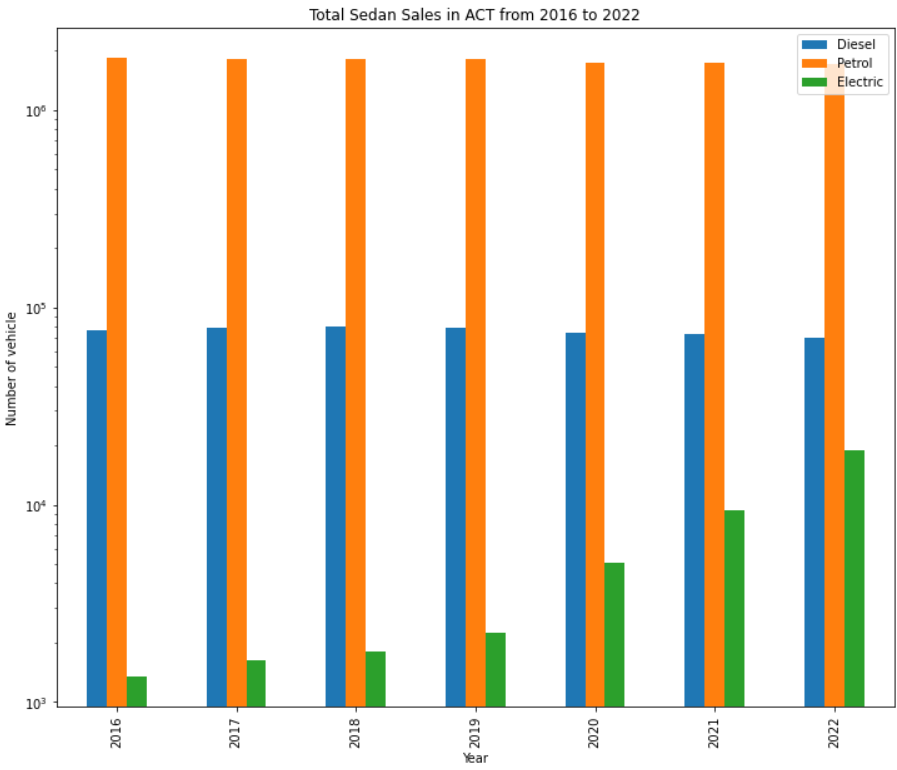 Total Sedan Sales in ACT from 2016 to 2022
Diesel
Petrol
Electric
10⁶
10⁵
10⁴
10³
Number of vehicle
2016 2017 2018 2019 2020 2021 2022
Year